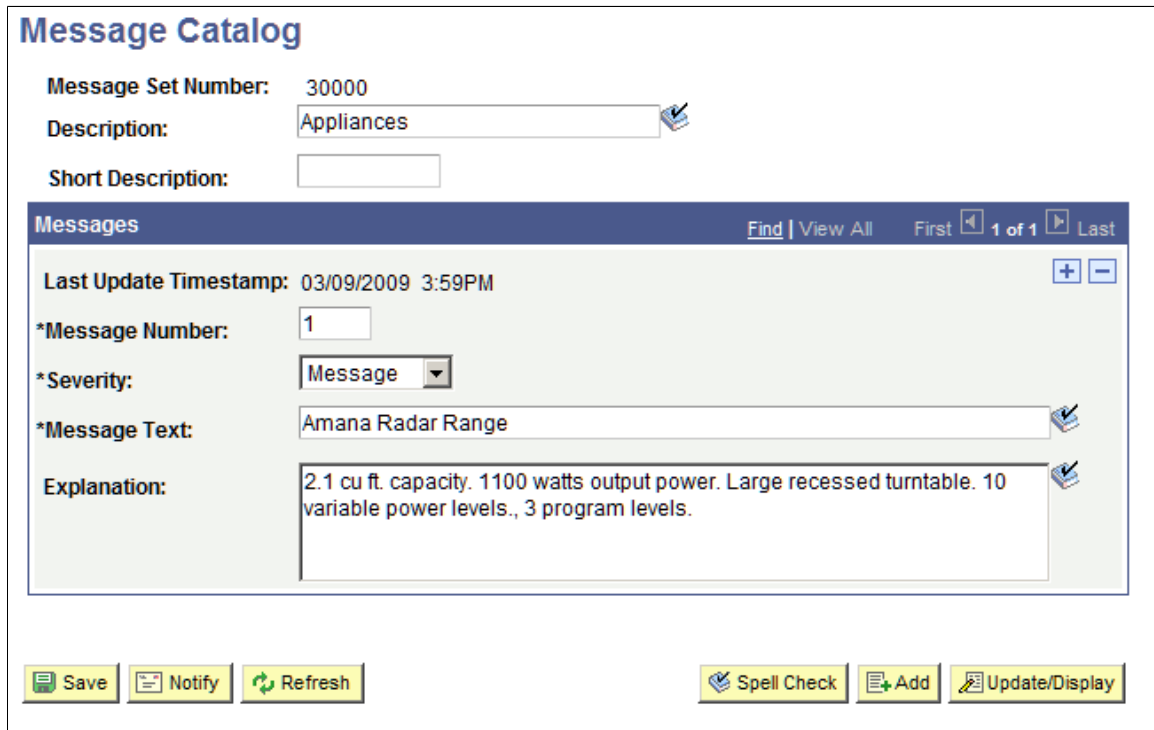 Message Catalog
Message Set Number: 30000
Description: Appliances
Short Description:
Messages Find | View All First 1 of 1 Last
Last Update Timestamp: 03/09/2009 3:59PM
*Message Number: 1
*Severity: Message
*Message Text: Amana Radar Range
Explanation: 2.1 cu ft. capacity. 1100 watts output power. Large recessed turntable. 10
variable power levels., 3 program levels.
Save Notify Refresh Spell Check Add Update/Display